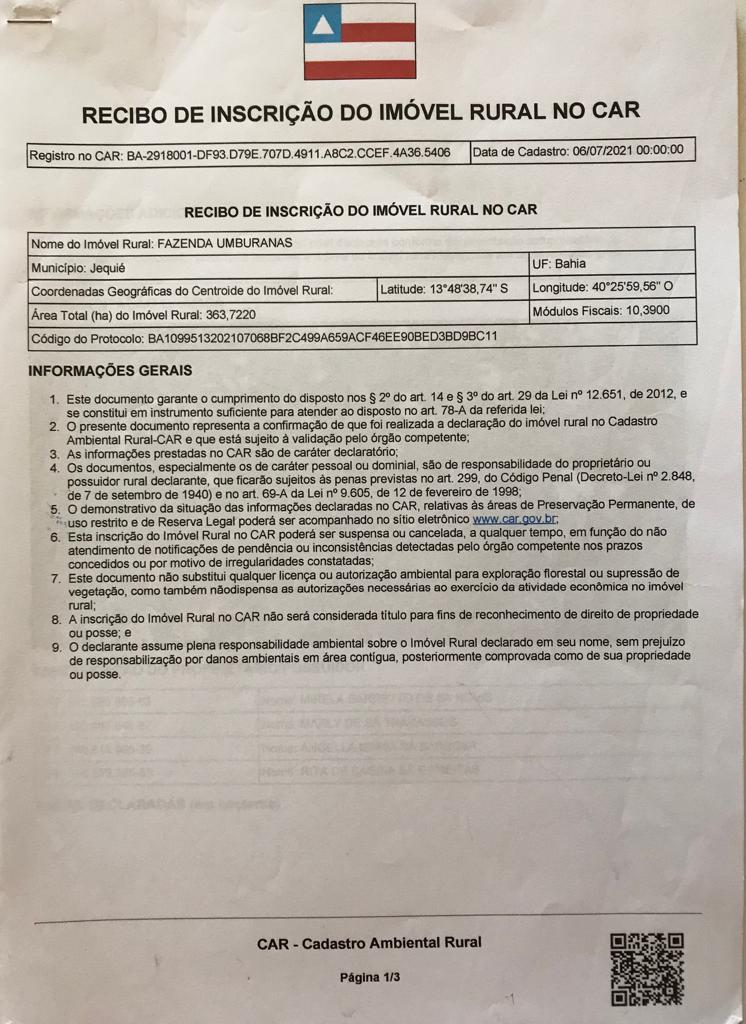 RECIBO DE INSCRIÇÃO DO IMÓVEL RURAL NO CAR
Registro no CAR: BA-2918001-DF93.D79E.707D.4911.A8C2.CCEF.4A36.5406 Data de Cadastro: 06/07/2021 00:00:00
RECIBO DE INSCRIÇÃO DO IMÓVEL RURAL NO CAR
Nome do Imóvel Rural: FAZENDA UMBURANAS
Município: Jequié UF: Bahia
Coordenadas Geográficas do Centroide do Imóvel Rural: Latitude: 13°48'38,74" S Longitude: 40°25'59,56" O
Área Total (ha) do Imóvel Rural: 363,7220 Módulos Fiscais: 10,3900
Código do Protocolo: BA1099513202107068BF2C499A659ACF46EE90BED3BD9BC11
INFORMAÇÕES GERAIS
1. Este documento garante o cumprimento do disposto nos § 2º do art. 14 e § 3º do art. 29 da Lei nº 12.651, de 2012, e
se constitui em instrumento suficiente para atender ao disposto no art. 78-A da referida lei;
2. O presente documento representa a confirmação de que foi realizada a declaração do imóvel rural no Cadastro
Ambiental Rural-CAR e que está sujeito à validação pelo órgão competente;
3. As informações prestadas no CAR são de caráter declaratório;
4. Os documentos, especialmente os de caráter pessoal ou dominial, são de responsabilidade do proprietário ou
possuidor rural declarante, que ficarão sujeitos às penas previstas no art. 299, do Código Penal (Decreto-Lei nº 2.848,
de 7 de setembro de 1940) e no art. 69-A da Lei nº 9.605, de 12 de fevereiro de 1998;
5. O demonstrativo da situação das informações declaradas no CAR, relativas às áreas de Preservação Permanente, de
uso restrito e de Reserva Legal poderá ser acompanhado no sítio eletrônico www.car.gov.br;
6. Esta inscrição do Imóvel Rural no CAR poderá ser suspensa ou cancelada, a qualquer tempo, em função do não
atendimento de notificações de pendência ou inconsistências detectadas pelo órgão competente nos prazos
concedidos ou por motivo de irregularidades constatadas;
7. Este documento não substitui qualquer licença ou autorização ambiental para exploração florestal ou supressão de
vegetação, como também nãodispensa as autorizações necessárias ao exercício da atividade econômica no imóvel
rural;
8. A inscrição do Imóvel Rural no CAR não será considerada título para fins de reconhecimento de direito de propriedade
ou posse; e
9. O declarante assume plena responsabilidade ambiental sobre o Imóvel Rural declarado em seu nome, sem prejuízo
de responsabilização por danos ambientais em área contígua, posteriormente comprovada como de sua propriedade
ou posse.
CAR - Cadastro Ambiental Rural
Página 1/3